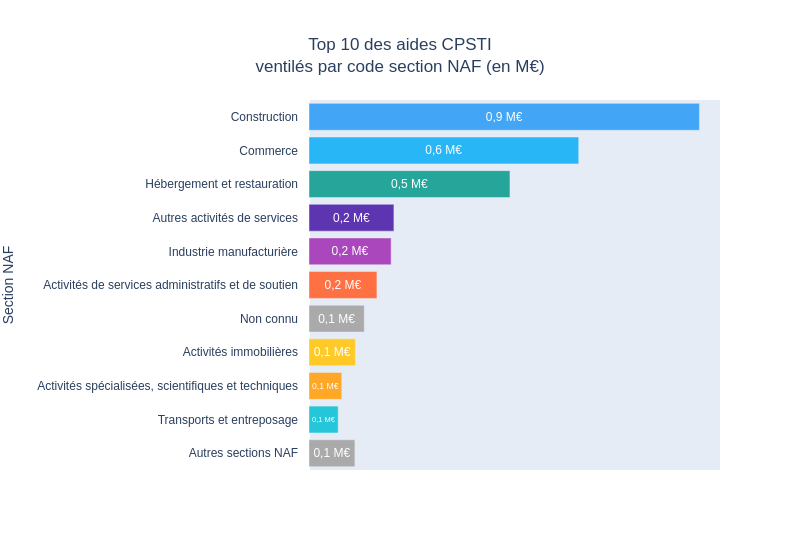 Top 10 des aides CPSTI
ventilés par code section NAF (en M€)
Section NAF
Construction 0,9 M€
Commerce 0,6 M€
Hébergement et restauration 0,5 M€
Autres activités de services 0,2 M€
Industrie manufacturière 0,2 M€
Activités de services administratifs et de soutien 0,2 M€
Non connu 0,1 M€
Activités immobilières 0,1 M€
Activités spécialisées, scientifiques et techniques 0,1 M€
Transports et entreposage 0,1 M€
Autres sections NAF 0,1 M€